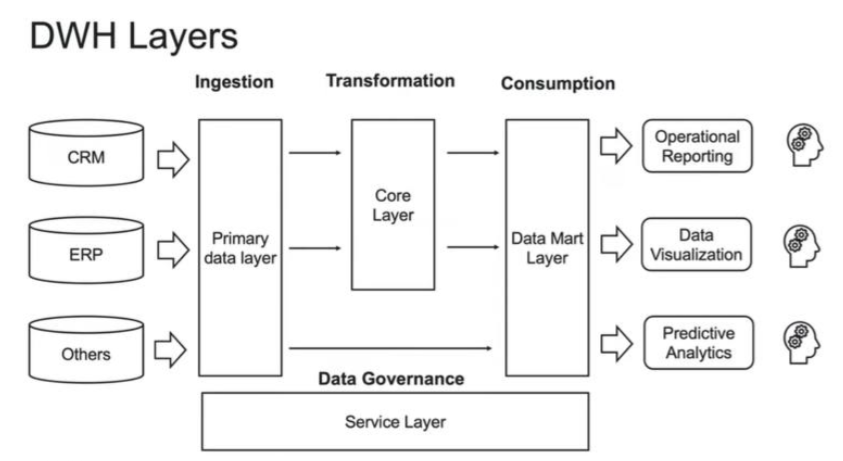 DWH Layers
Ingestion
Transformation
Consumption
CRM
ERP
Others
Primary
data layer
Core
Layer
Data Mart
Layer
Operational
Reporting
Data
Visualization
Predictive
Analytics
Data Governance
Service Layer